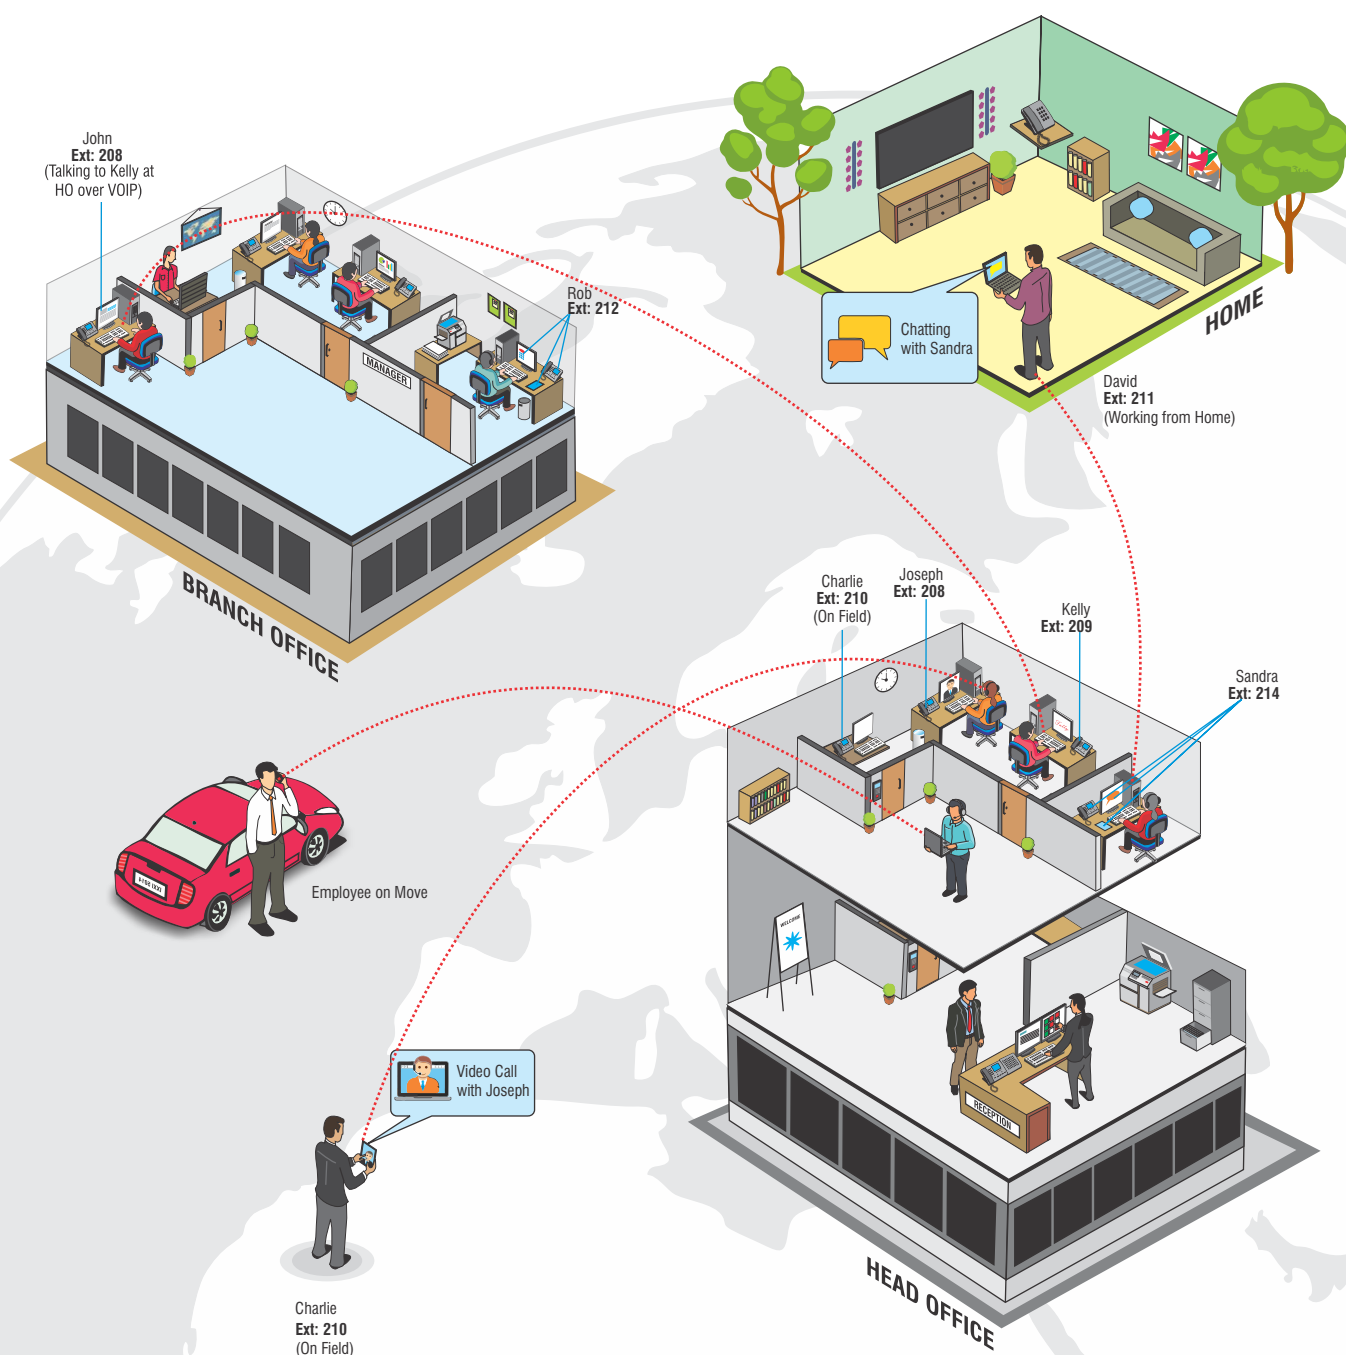 John
Ext: 208
(Talking to Kelly at
HO over VOIP)
Rob
Ext: 212
MANAGER
BRANCH OFFICE
Chatting
with Sandra
HOME
David
Ext: 211
(Working from Home)
Charlie
Ext: 210
(On Field)
Joseph
Ext: 208
Kelly
Ext: 209
Sandra
Ext: 214
Employee on Move
WELCOME
RECEPTION
Video Call
with Joseph
HEAD OFFICE
Charlie
Ext: 210
(On Field)